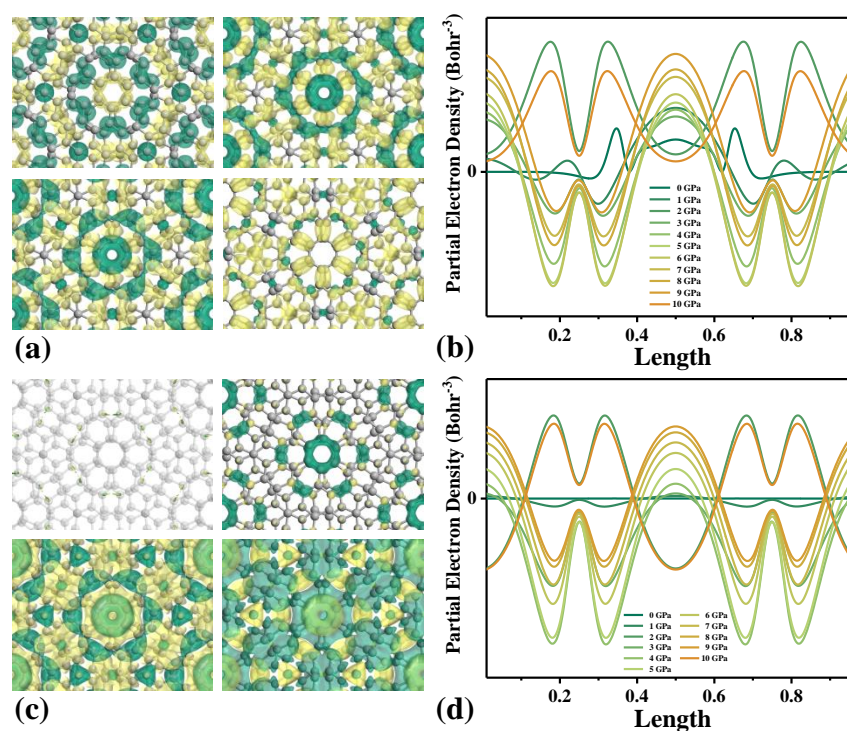 (a)
(b)
Partial Electron Density (Bohr-3)
0
0 GPa
1 GPa
2 GPa
3 GPa
4 GPa
5 GPa
6 GPa
7 GPa
8 GPa
9 GPa
10 GPa
0.2 0.4 0.6 0.8
Length
(c)
(d)
Partial Electron Density (Bohr-3)
0
0 GPa 6 GPa
1 GPa 7 GPa
2 GPa 8 GPa
3 GPa 9 GPa
4 GPa 10 GPa
5 GPa
0.2 0.4 0.6 0.8
Length